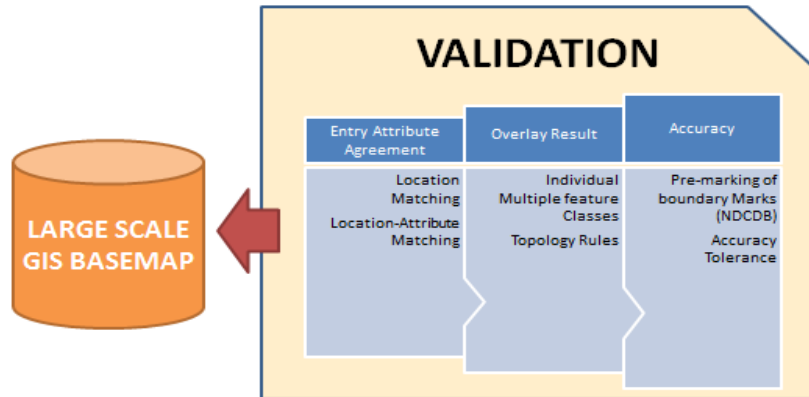 VALIDATION
Entry Attribute
Agreement
Location
Matching
Location-Attribute
Matching
Overlay Result
Individual
Multiple feature
Classes
Topology Rules
Accuracy
Pre-marking of
boundary Marks
(NDCDB)
Accuracy
Tolerance
LARGE SCALE
GIS BASEMAP